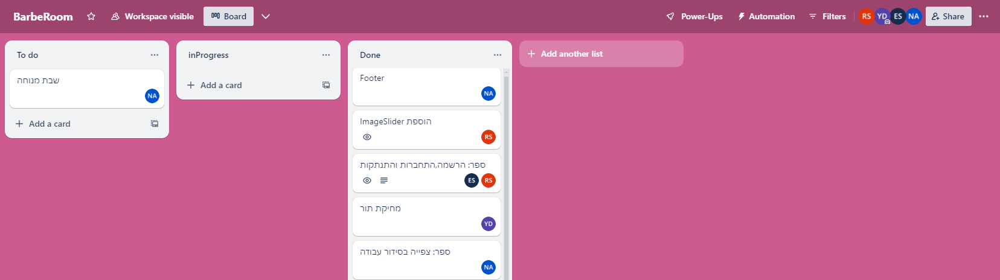 BarbeRoom
Workspace visible
Board
Power-Ups
Automation
Filters
RS
YD
ES
NA
Share
To do
שבת מנוחה
NA
Add a card
inProgress
Add a card
Done
Footer
NA
הוספת ImageSlider
RS
ספר: הרשמה,התחברות והתנתקות
ES
RS
מחיקת תור
YD
ספר: צפייה בסידור עבודה
NA
Add another list